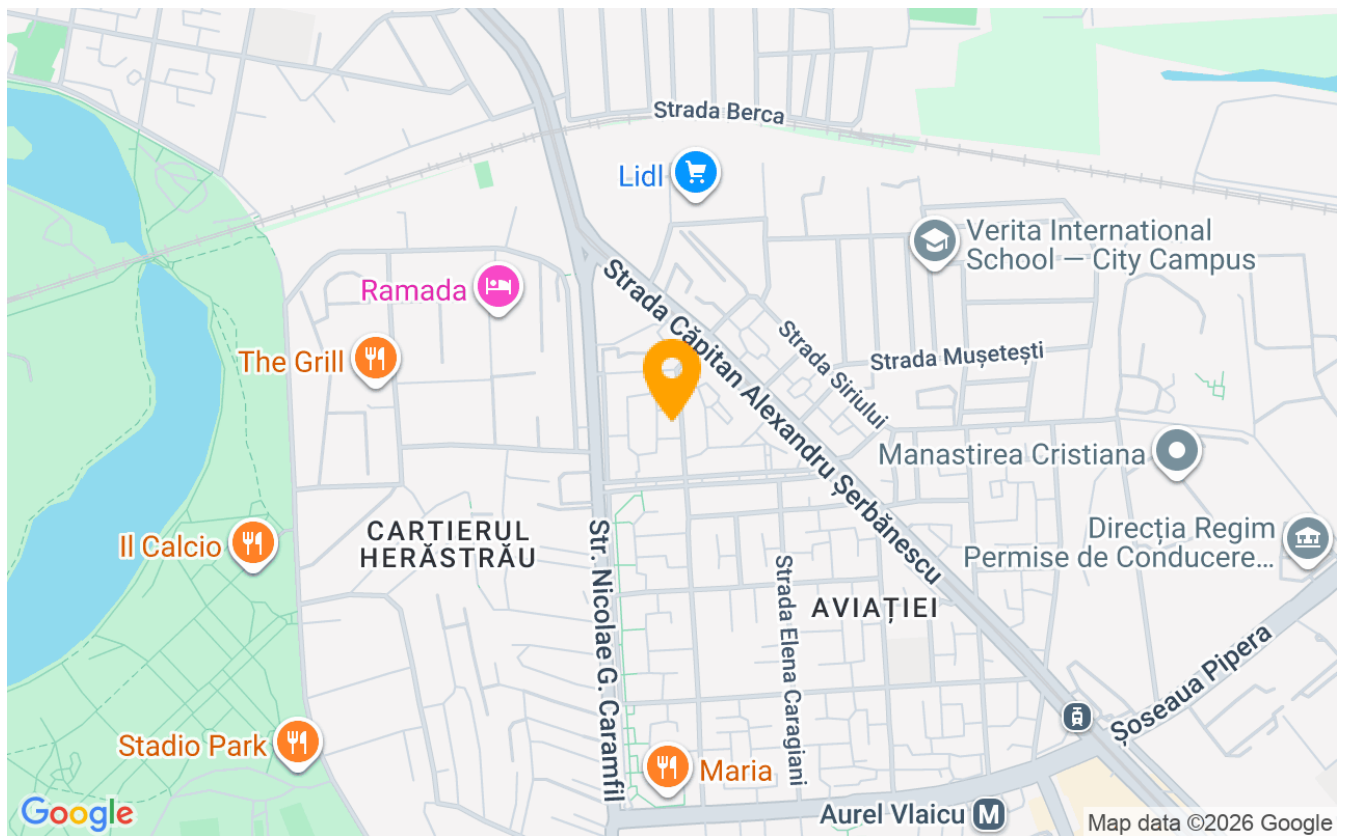 Strada Berca
Lidl
Verita International
School — City Campus
Ramada
Strada Căpitan Alexandru Șerbănescu
Strada Siriului
Strada Mușetești
The Grill
Manastirea Cristiana
Direcția Regim
Permise de Conducere...
CARTIERUL
HERĂSTRĂU
Il Calcio
Str. Nicolae G. Caramfil
Strada Elena Caragiani
AVIAȚIEI
Șoseaua Pipera
Stadio Park
Maria
Aurel Vlaicu M
Google
Map data ©2026 Google